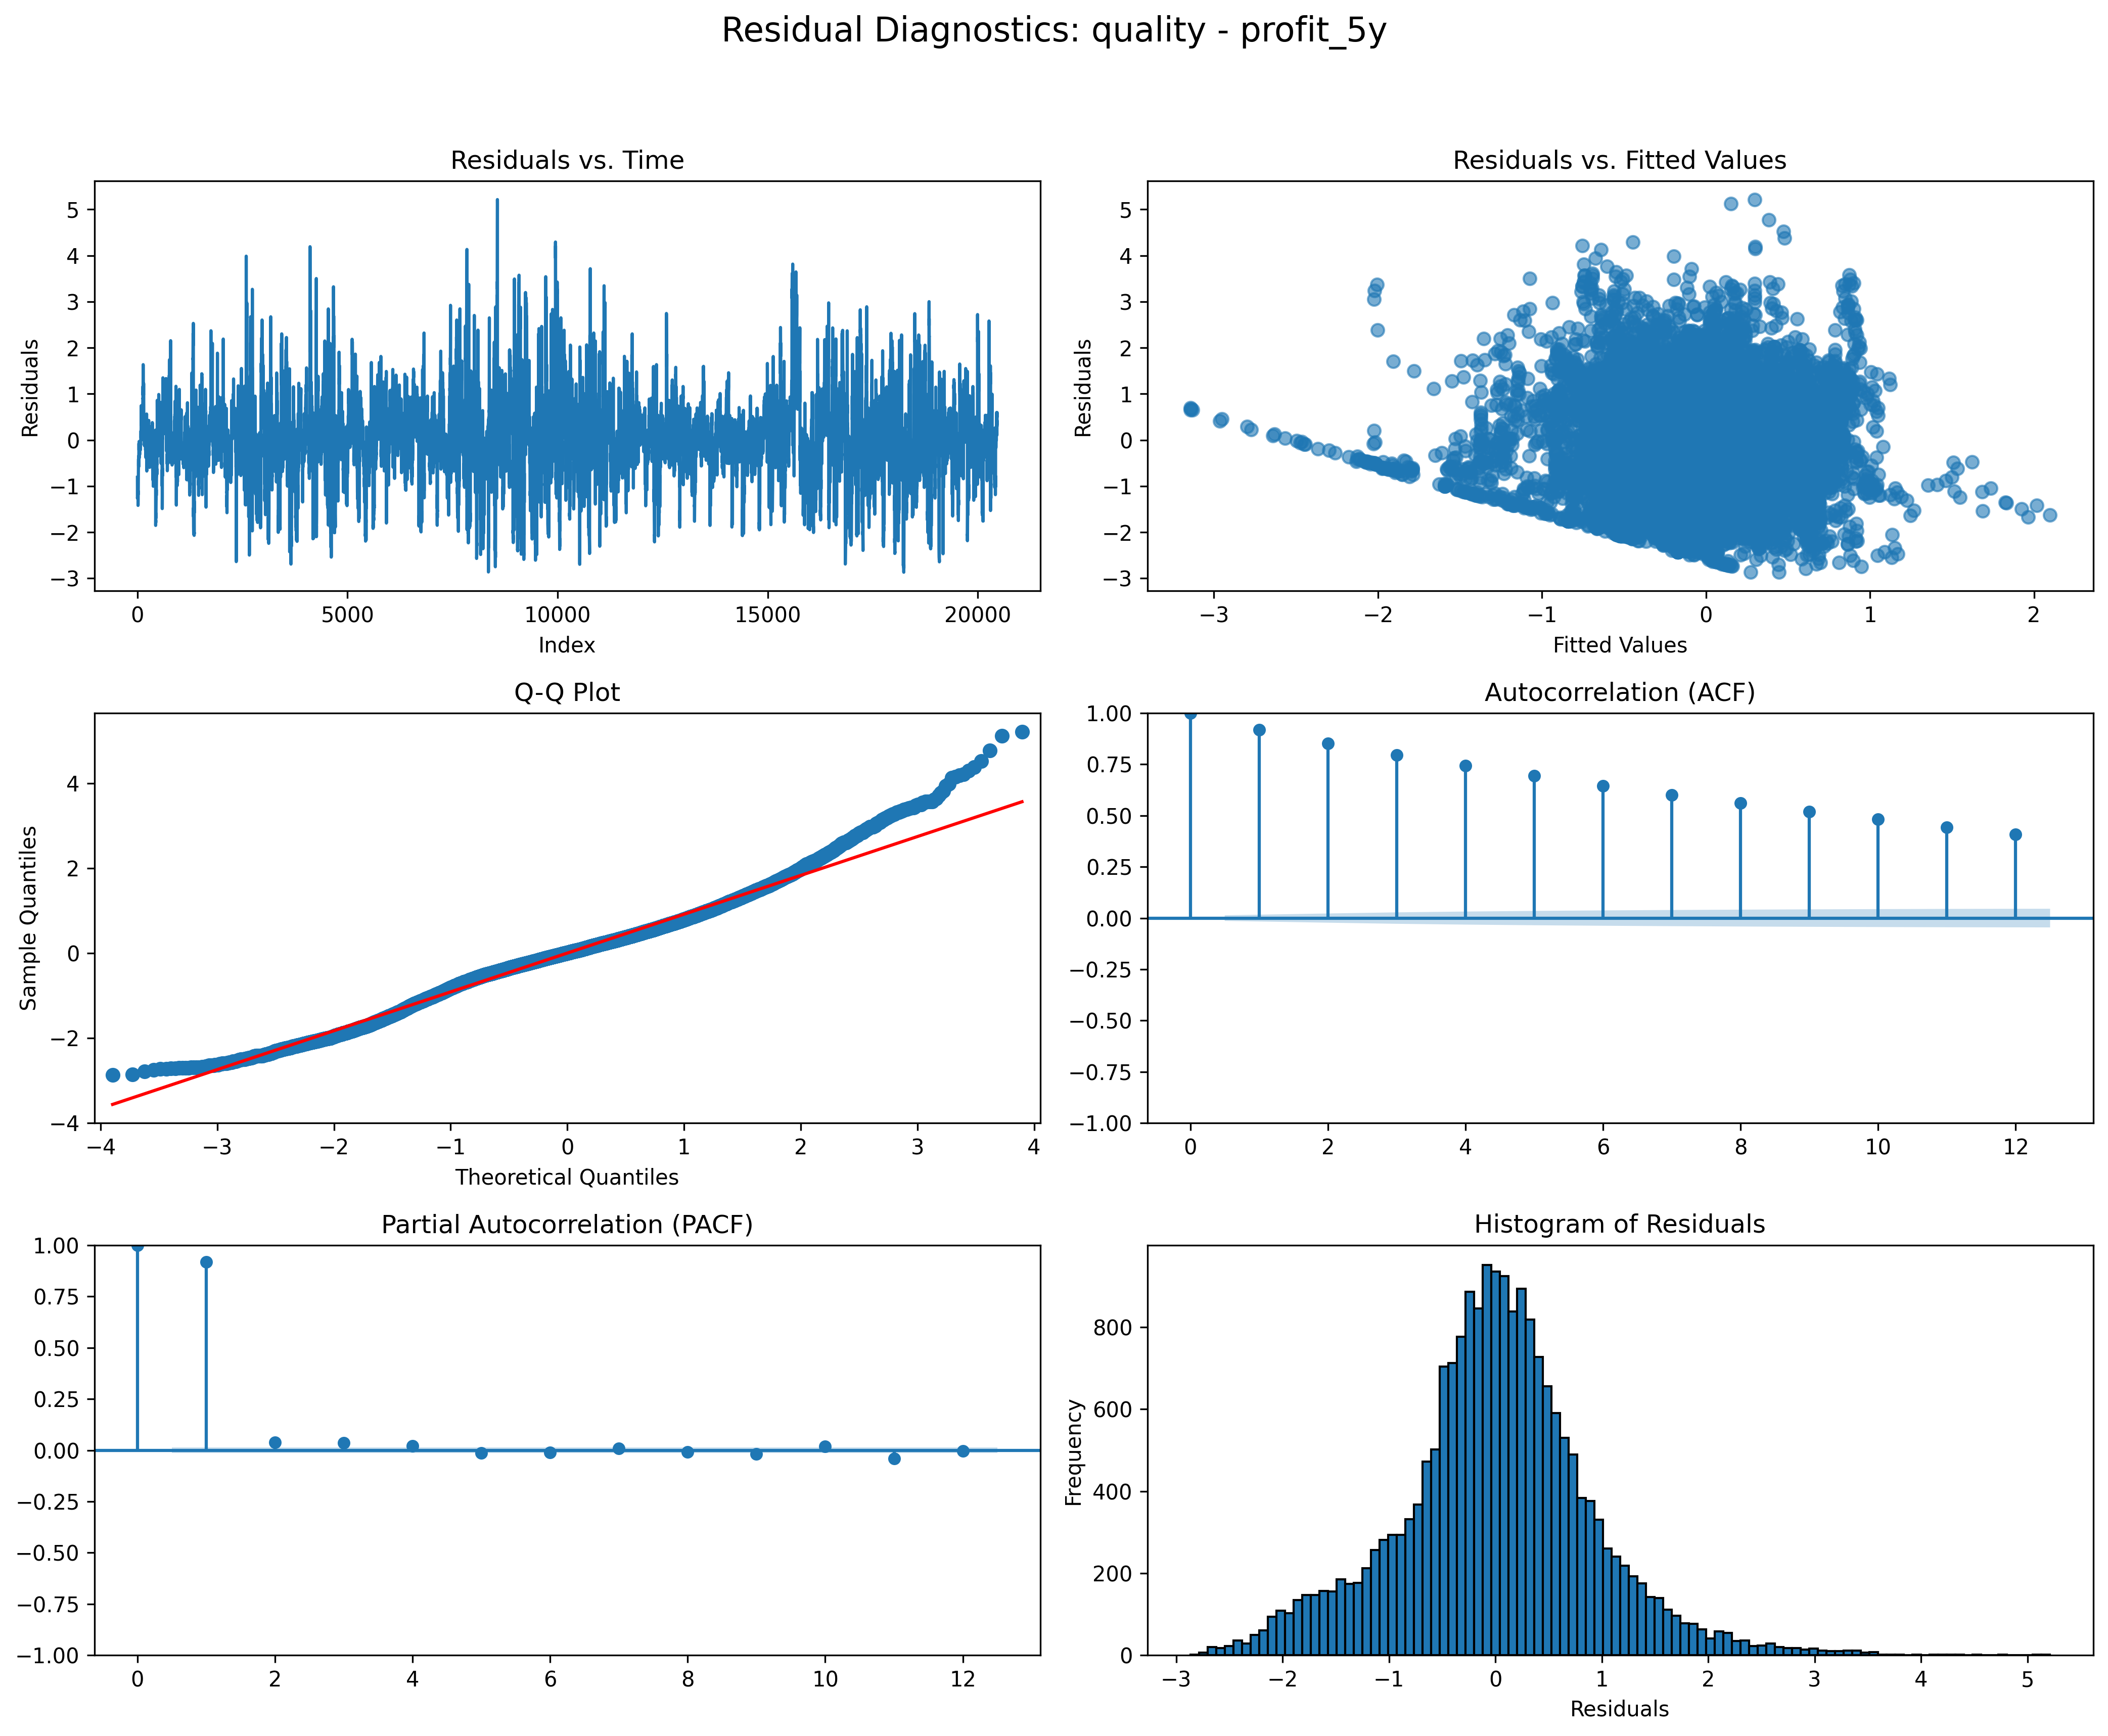 Residual Diagnostics: quality - profit_5y
Residuals vs. Time
Residuals
5
4
3
2
1
0
−1
−2
−3
0 5000 10000 15000 20000
Index
Residuals vs. Fitted Values
Residuals
5
4
3
2
1
0
−1
−2
−3
−3 −2 −1 0 1 2
Fitted Values
Q-Q Plot
Sample Quantiles
4
2
0
−2
−4
−4 −3 −2 −1 0 1 2 3 4
Theoretical Quantiles
Autocorrelation (ACF)
1.00
0.75
0.50
0.25
0.00
−0.25
−0.50
−0.75
−1.00
0 2 4 6 8 10 12
Partial Autocorrelation (PACF)
1.00
0.75
0.50
0.25
0.00
−0.25
−0.50
−0.75
−1.00
0 2 4 6 8 10 12
Histogram of Residuals
Frequency
800
600
400
200
0
−3 −2 −1 0 1 2 3 4 5
Residuals